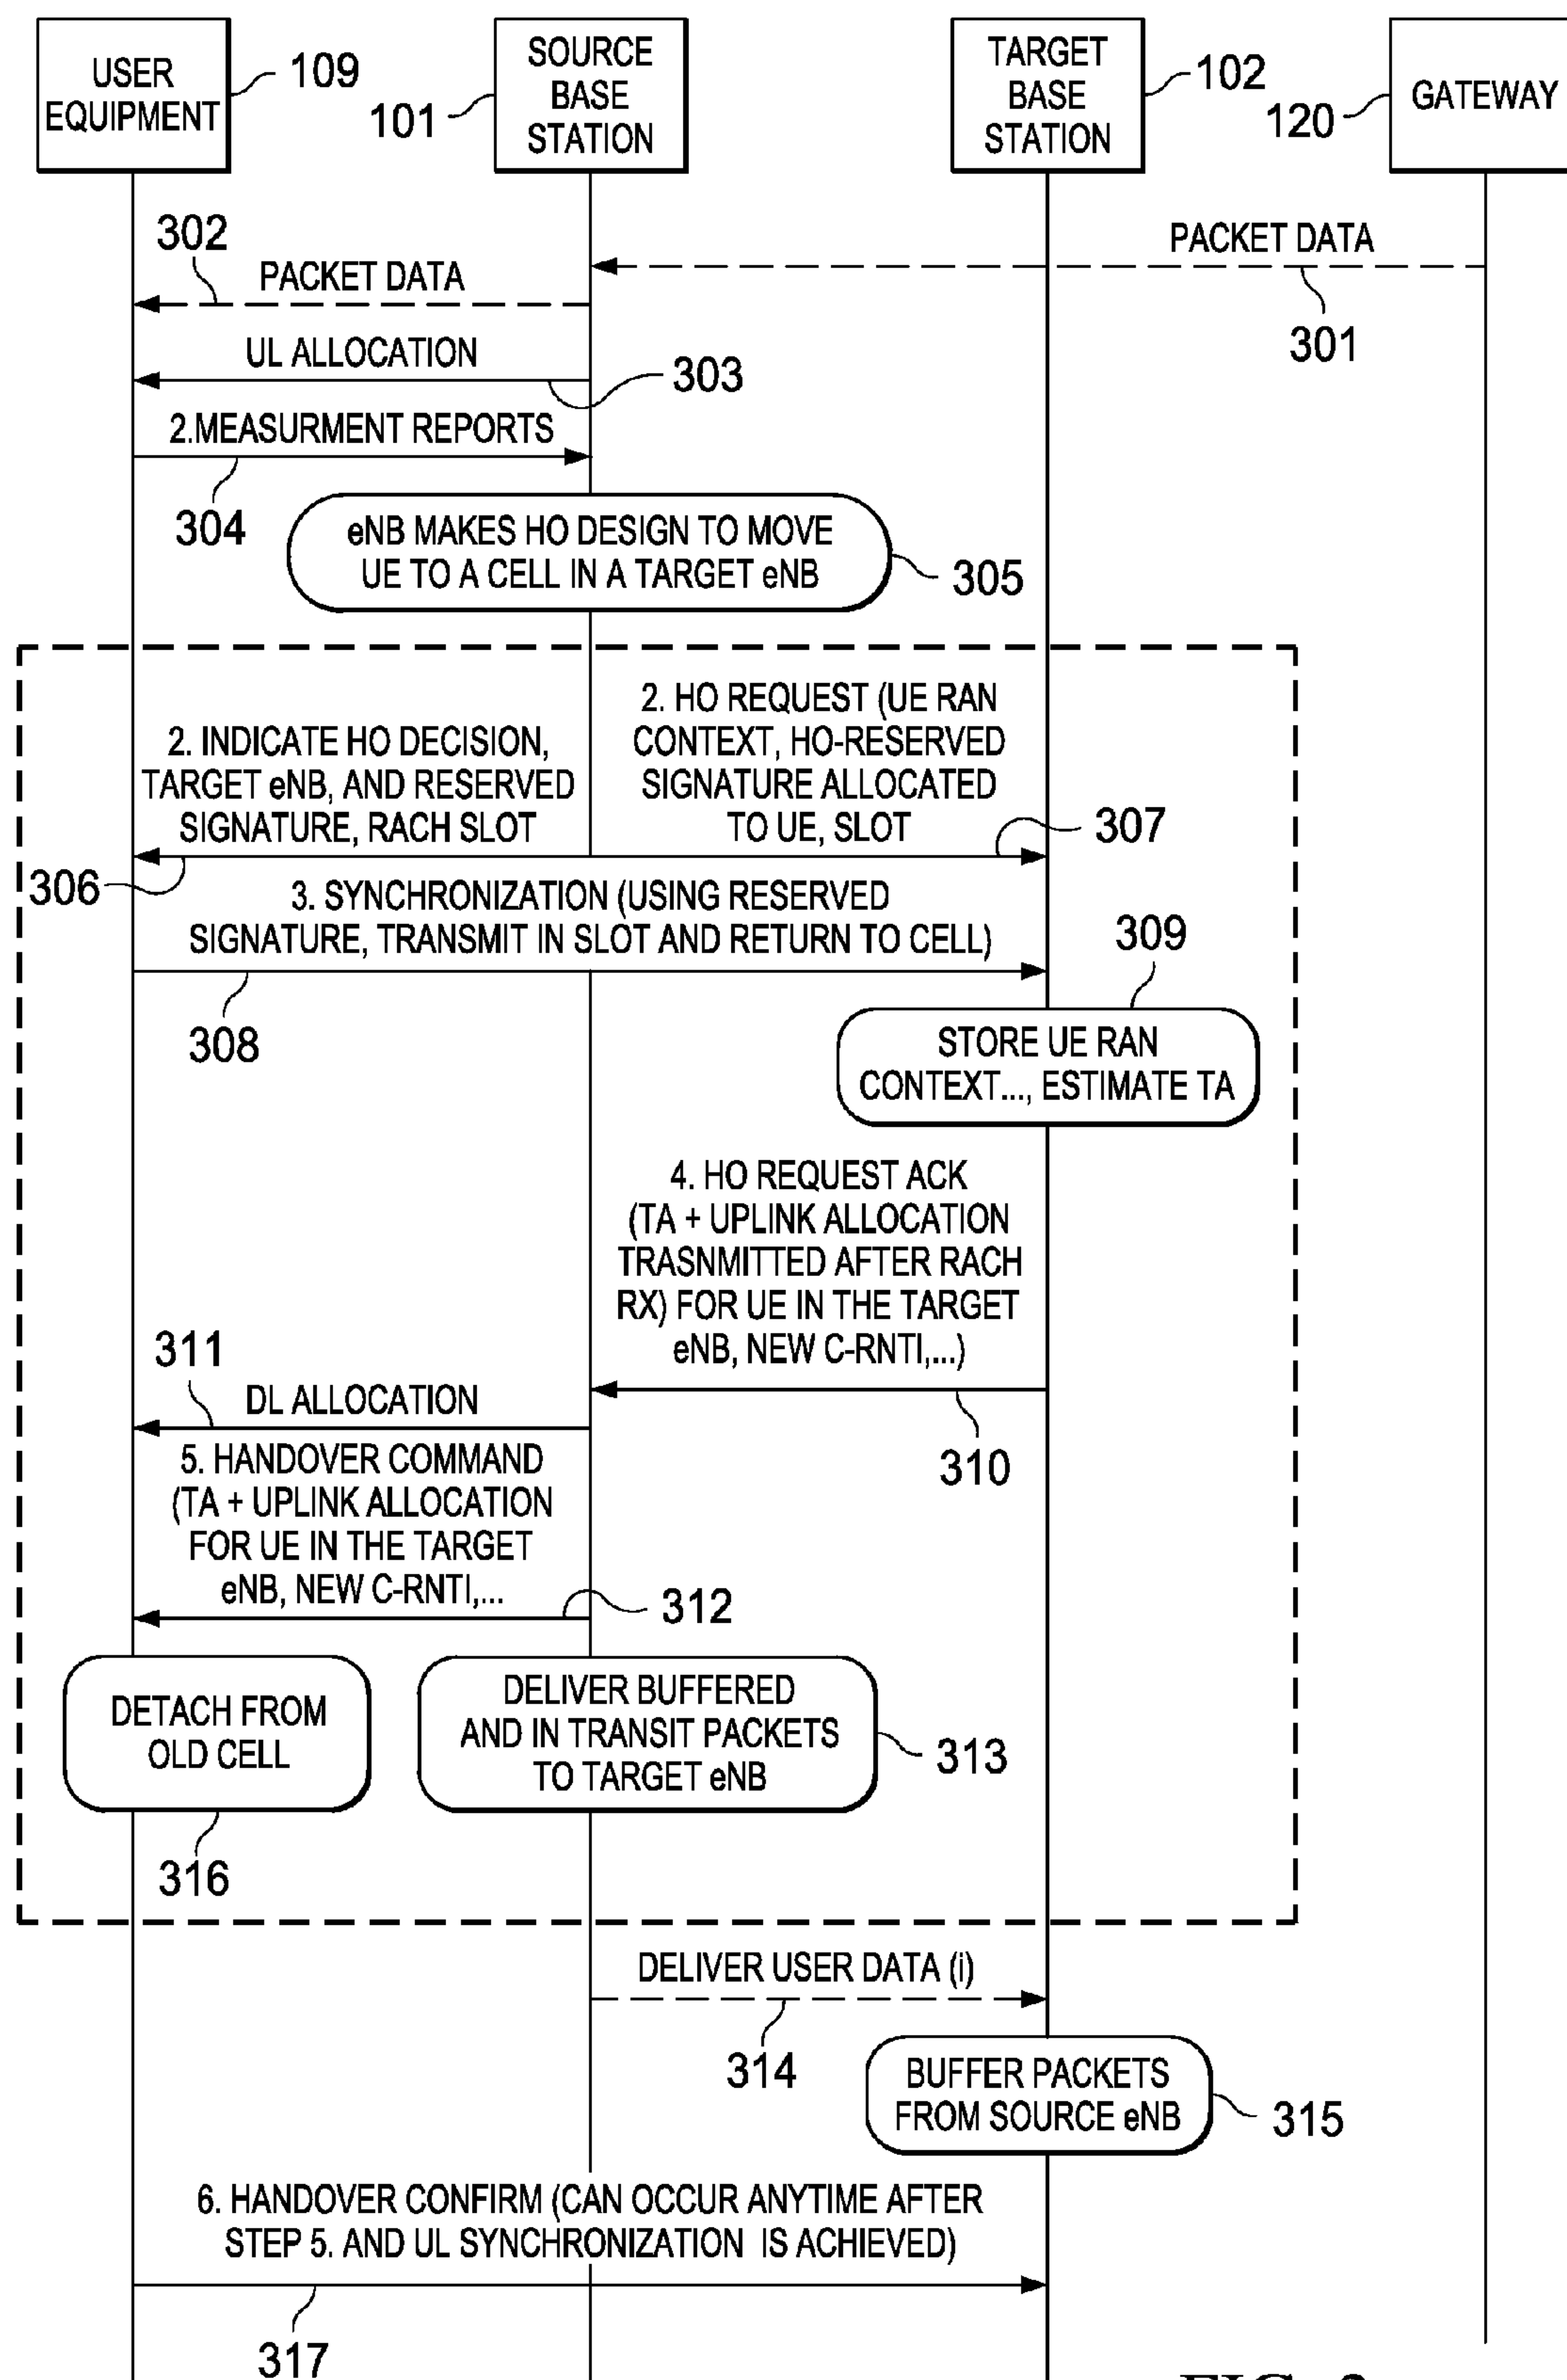 USER
EQUIPMENT
109
SOURCE
BASE
STATION
101
TARGET
BASE
STATION
102
GATEWAY
120
302
PACKET DATA
PACKET DATA
301
UL ALLOCATION
303
2.MEASURMENT REPORTS
304
eNB MAKES HO DESIGN TO MOVE
UE TO A CELL IN A TARGET eNB
305
2. INDICATE HO DECISION,
TARGET eNB, AND RESERVED
SIGNATURE, RACH SLOT
306
2. HO REQUEST (UE RAN
CONTEXT, HO-RESERVED
SIGNATURE ALLOCATED
TO UE, SLOT
307
3. SYNCHRONIZATION (USING RESERVED
SIGNATURE, TRANSMIT IN SLOT AND RETURN TO CELL)
308
309
STORE UE RAN
CONTEXT..., ESTIMATE TA
4. HO REQUEST ACK
(TA + UPLINK ALLOCATION
TRASNMITTED AFTER RACH
RX) FOR UE IN THE TARGET
eNB, NEW C-RNTI,...)
310
311
DL ALLOCATION
5. HANDOVER COMMAND
(TA + UPLINK ALLOCATION
FOR UE IN THE TARGET
eNB, NEW C-RNTI,...
312
DETACH FROM
OLD CELL
316
DELIVER BUFFERED
AND IN TRANSIT PACKETS
TO TARGET eNB
313
DELIVER USER DATA (i)
314
BUFFER PACKETS
FROM SOURCE eNB
315
6. HANDOVER CONFIRM (CAN OCCUR ANYTIME AFTER
STEP 5. AND UL SYNCHRONIZATION IS ACHIEVED)
317